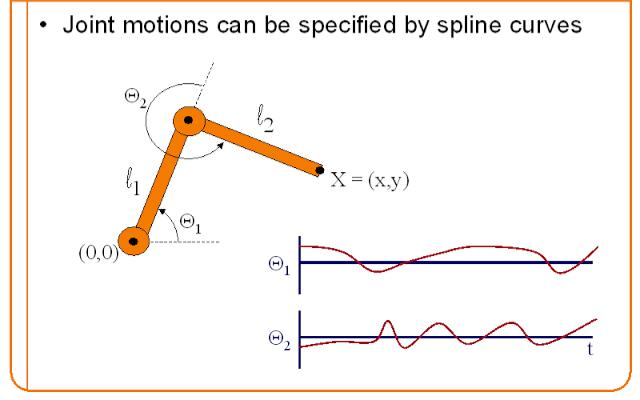 • Joint motions can be specified by spline curves
Θ₂
l₂
l₁
X = (x,y)
Θ₁
(0,0)
Θ₁
Θ₂
t